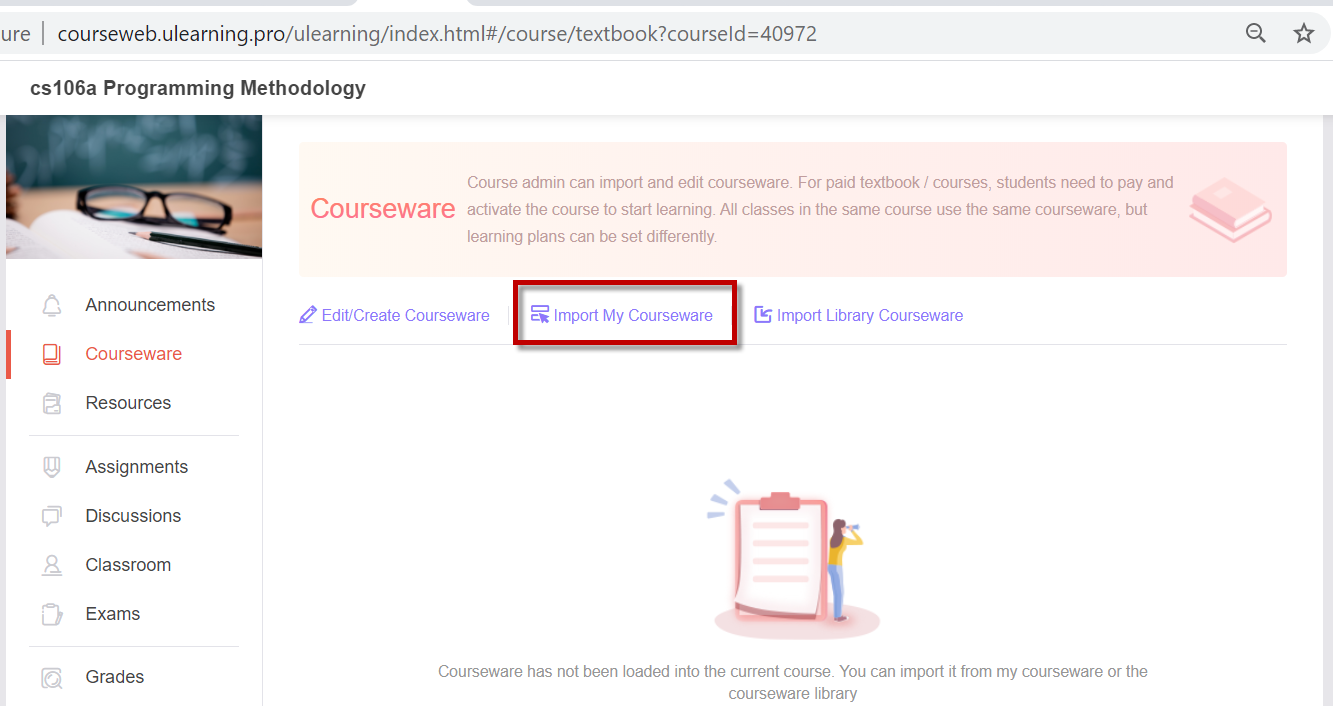 ure courseweb.ulearning.pro/ulearning/index.html#/course/textbook?courseId=40972
cs106a Programming Methodology
Courseware
Course admin can import and edit courseware. For paid textbook / courses, students need to pay and
activate the course to start learning. All classes in the same course use the same courseware, but
learning plans can be set differently.
Edit/Create Courseware
Import My Courseware
Import Library Courseware
Announcements
Courseware
Resources
Assignments
Discussions
Classroom
Exams
Grades
Courseware has not been loaded into the current course. You can import it from my courseware or the
courseware library